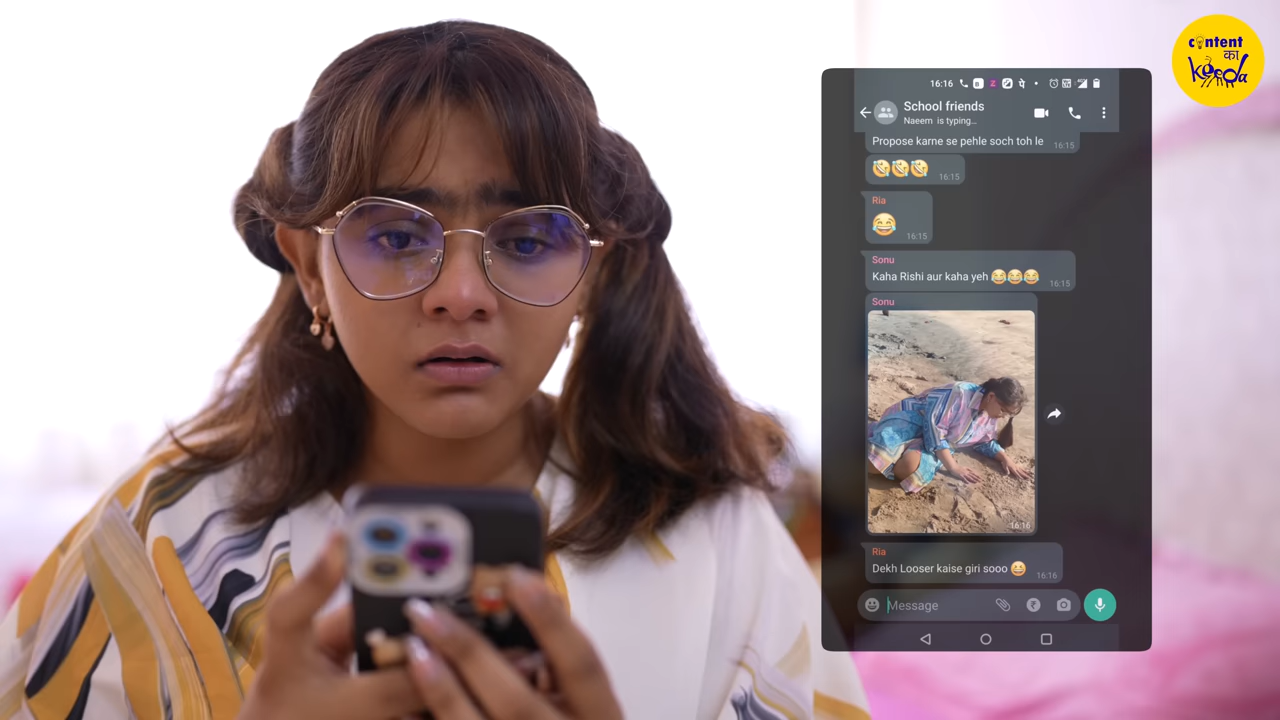 content
का
keeda
16:16
School friends
Naeem is typing...
Propose karne se pehle soch toh le
16:15
🤣🤣🤣
16:15
Ria
😂
16:15
Sonu
Kaha Rishi aur kaha yeh 😂😂😂
16:15
Sonu
16:16
Ria
Dekh Looser kaise giri sooo 😆
16:16
Message